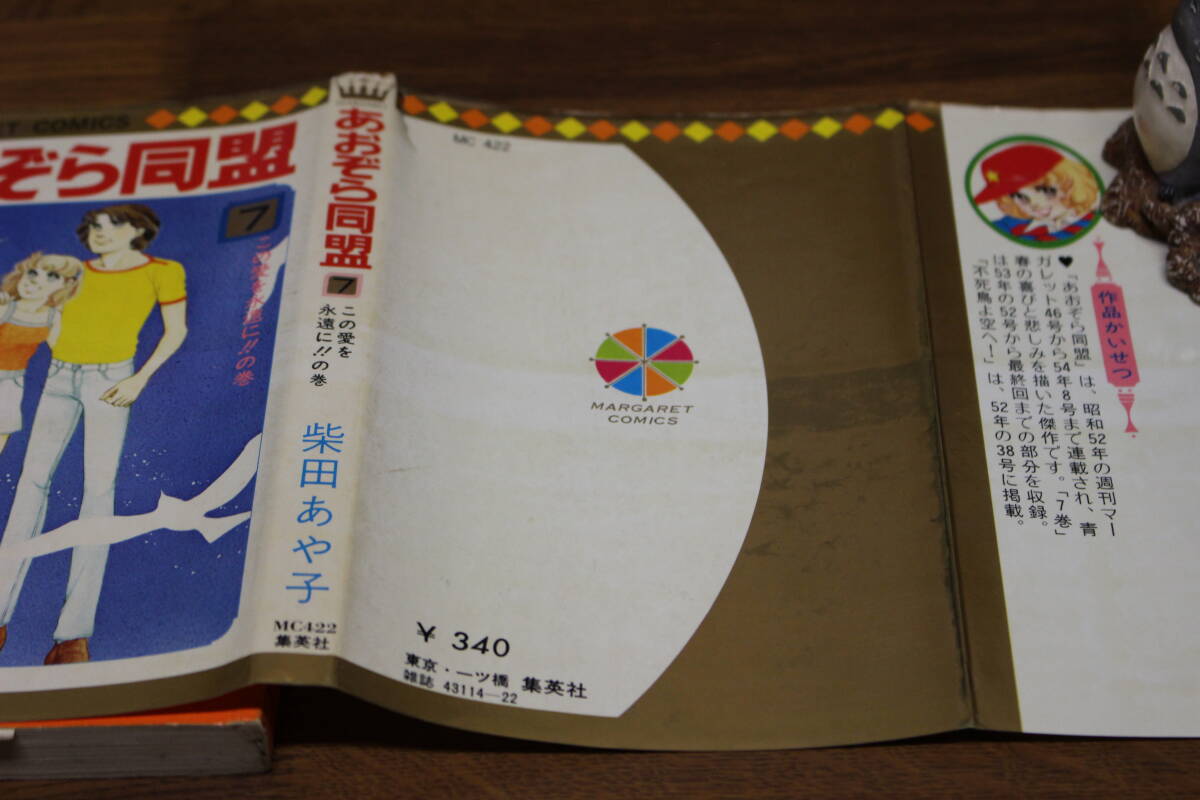 ET COMICS
ぞら同盟
7
この愛を永遠に!!の巻
あおぞら同盟
7
この愛を
永遠に!!の巻
柴田あや子
MC422
集英社
MC 422
MARGARET
COMICS
¥ 340
東京・一ツ橋 集英社
雑誌 43114-22
作品かいせつ
♥「あおぞら同盟」は、昭和52年の週刊マー
ガレット46号から54年8号まで連載され、青
春の喜びと悲しみを描いた傑作です。「7巻」
は53年の52号から最終回までの部分を収録。
「不死鳥よ空へ!」は、52年の38号に掲載。